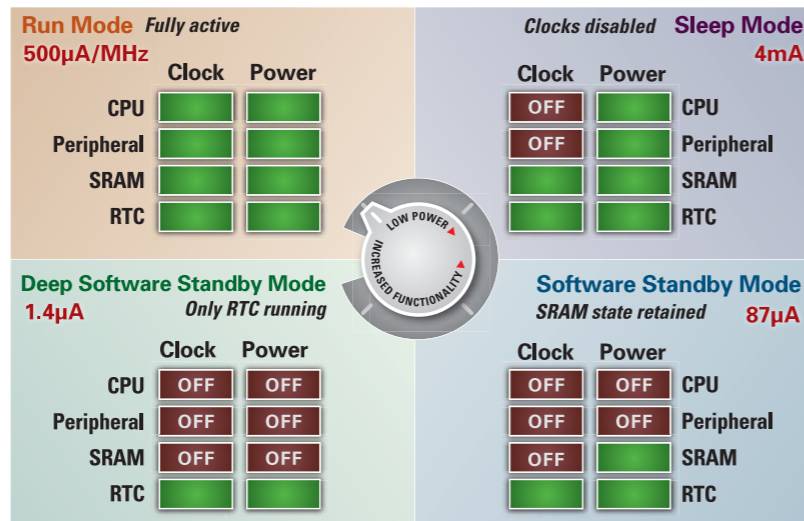 Run Mode Fully active
500µA/MHz
Clock Power
CPU
Peripheral
SRAM
RTC
Clocks disabled Sleep Mode
4mA
Clock Power
OFF CPU
OFF Peripheral
SRAM
RTC
LOW POWER
INCREASED FUNCTIONALITY
Deep Software Standby Mode
1.4µA Only RTC running
Clock Power
CPU OFF OFF
Peripheral OFF OFF
SRAM OFF OFF
RTC
Software Standby Mode
SRAM state retained 87µA
Clock Power
OFF OFF CPU
OFF OFF Peripheral
OFF SRAM
RTC